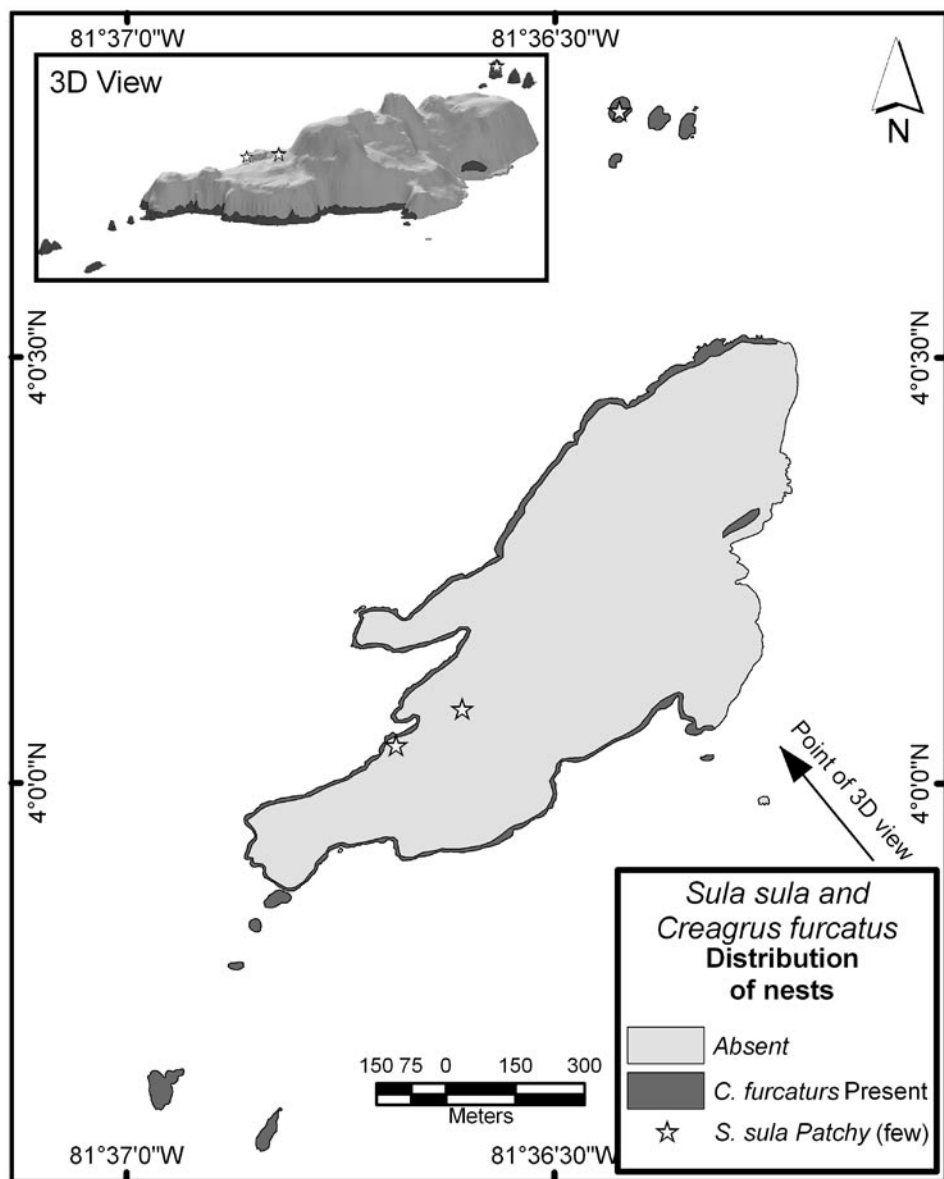 81°37'0"W
81°36'30"W
3D View
N
4°0'30"N
4°0'30"N
4°0'0"N
4°0'0"N
Point of 3D view
Sula sula and
Creagrus furcatus
Distribution
of nests
Absent
C. furcaturs Present
S. sula Patchy (few)
150 75 0 150 300
Meters
81°37'0"W
81°36'30"W